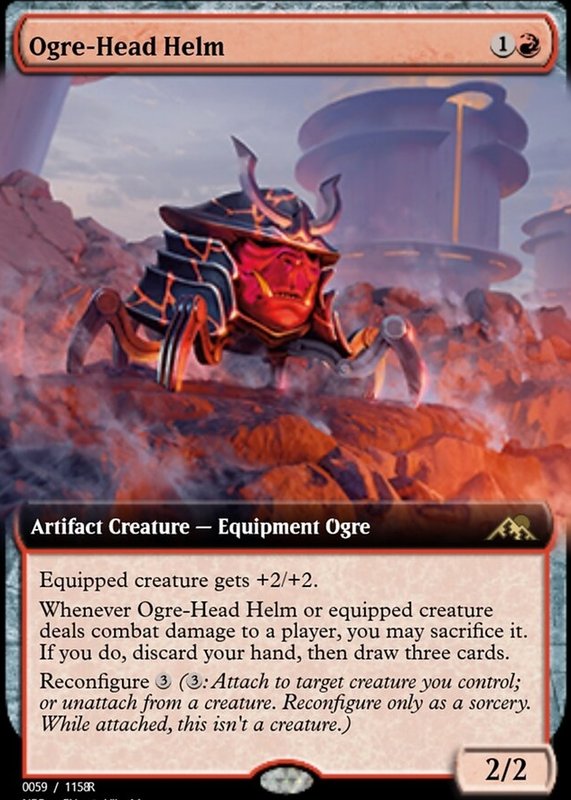 Ogre-Head Helm
1
Artifact Creature — Equipment Ogre
Equipped creature gets +2/+2.
Whenever Ogre-Head Helm or equipped creature
deals combat damage to a player, you may sacrifice it.
If you do, discard your hand, then draw three cards.
Reconfigure 3 (3: Attach to target creature you control;
or unattach from a creature. Reconfigure only as a sorcery.
While attached, this isn't a creature.)
2/2
0059 / 1158R